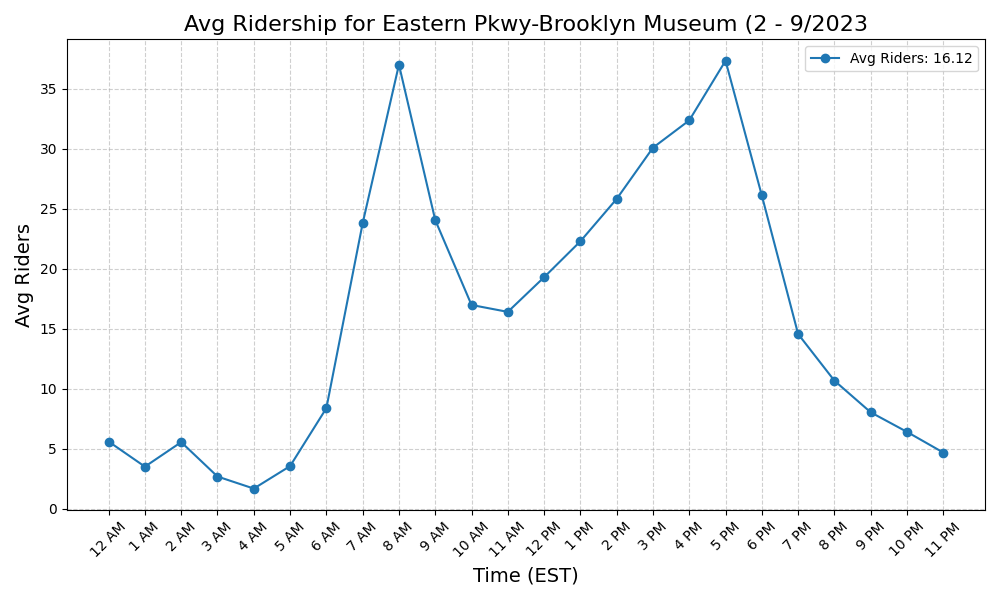 Avg Ridership for Eastern Pkwy-Brooklyn Museum (2 - 9/2023
Avg Riders: 16.12
Avg Riders
35
30
25
20
15
10
5
0
12 AM 1 AM 2 AM 3 AM 4 AM 5 AM 6 AM 7 AM 8 AM 9 AM 10 AM 11 AM 12 PM 1 PM 2 PM 3 PM 4 PM 5 PM 6 PM 7 PM 8 PM 9 PM 10 PM 11 PM
Time (EST)